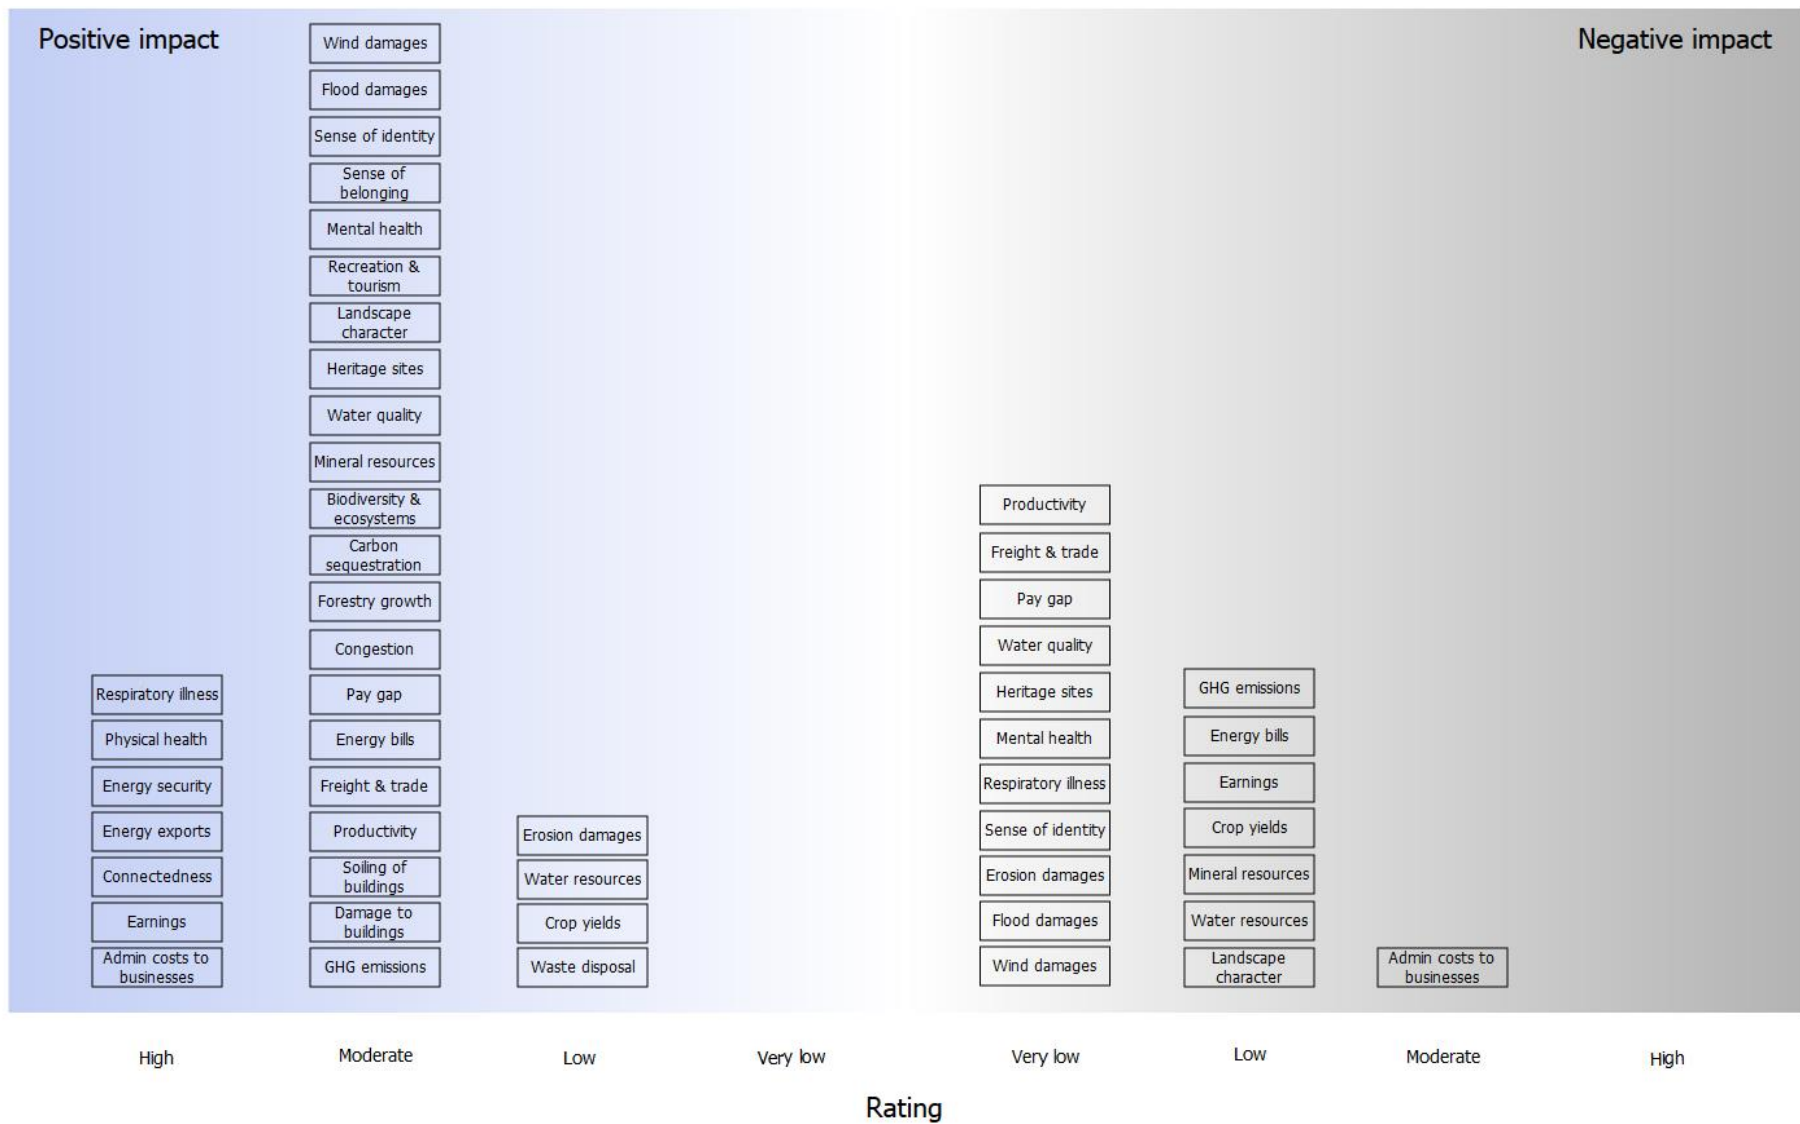 Positive impact
Negative impact
Wind damages
Flood damages
Sense of identity
Sense of
belonging
Mental health
Recreation &
tourism
Landscape
character
Heritage sites
Water quality
Mineral resources
Biodiversity &
ecosystems
Carbon
sequestration
Forestry growth
Congestion
Pay gap
Energy bills
Freight & trade
Productivity
Soiling of
buildings
Damage to
buildings
GHG emissions
Respiratory illness
Physical health
Energy security
Energy exports
Connectedness
Earnings
Admin costs to
businesses
Erosion damages
Water resources
Crop yields
Waste disposal
Productivity
Freight & trade
Pay gap
Water quality
Heritage sites
Mental health
Respiratory illness
Sense of identity
Erosion damages
Flood damages
Wind damages
GHG emissions
Energy bills
Earnings
Crop yields
Mineral resources
Water resources
Landscape
character
Admin costs to
businesses
High
Moderate
Low
Very low
Very low
Low
Moderate
High
Rating